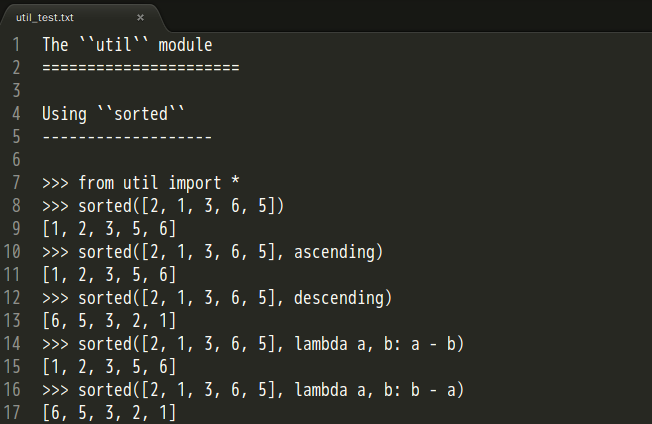 util_test.txt ×
1 The ``util`` module
2 ======================
3
4 Using ``sorted``
5 -------------------
6
7 >>> from util import *
8 >>> sorted([2, 1, 3, 6, 5])
9 [1, 2, 3, 5, 6]
10 >>> sorted([2, 1, 3, 6, 5], ascending)
11 [1, 2, 3, 5, 6]
12 >>> sorted([2, 1, 3, 6, 5], descending)
13 [6, 5, 3, 2, 1]
14 >>> sorted([2, 1, 3, 6, 5], lambda a, b: a - b)
15 [1, 2, 3, 5, 6]
16 >>> sorted([2, 1, 3, 6, 5], lambda a, b: b - a)
17 [6, 5, 3, 2, 1]